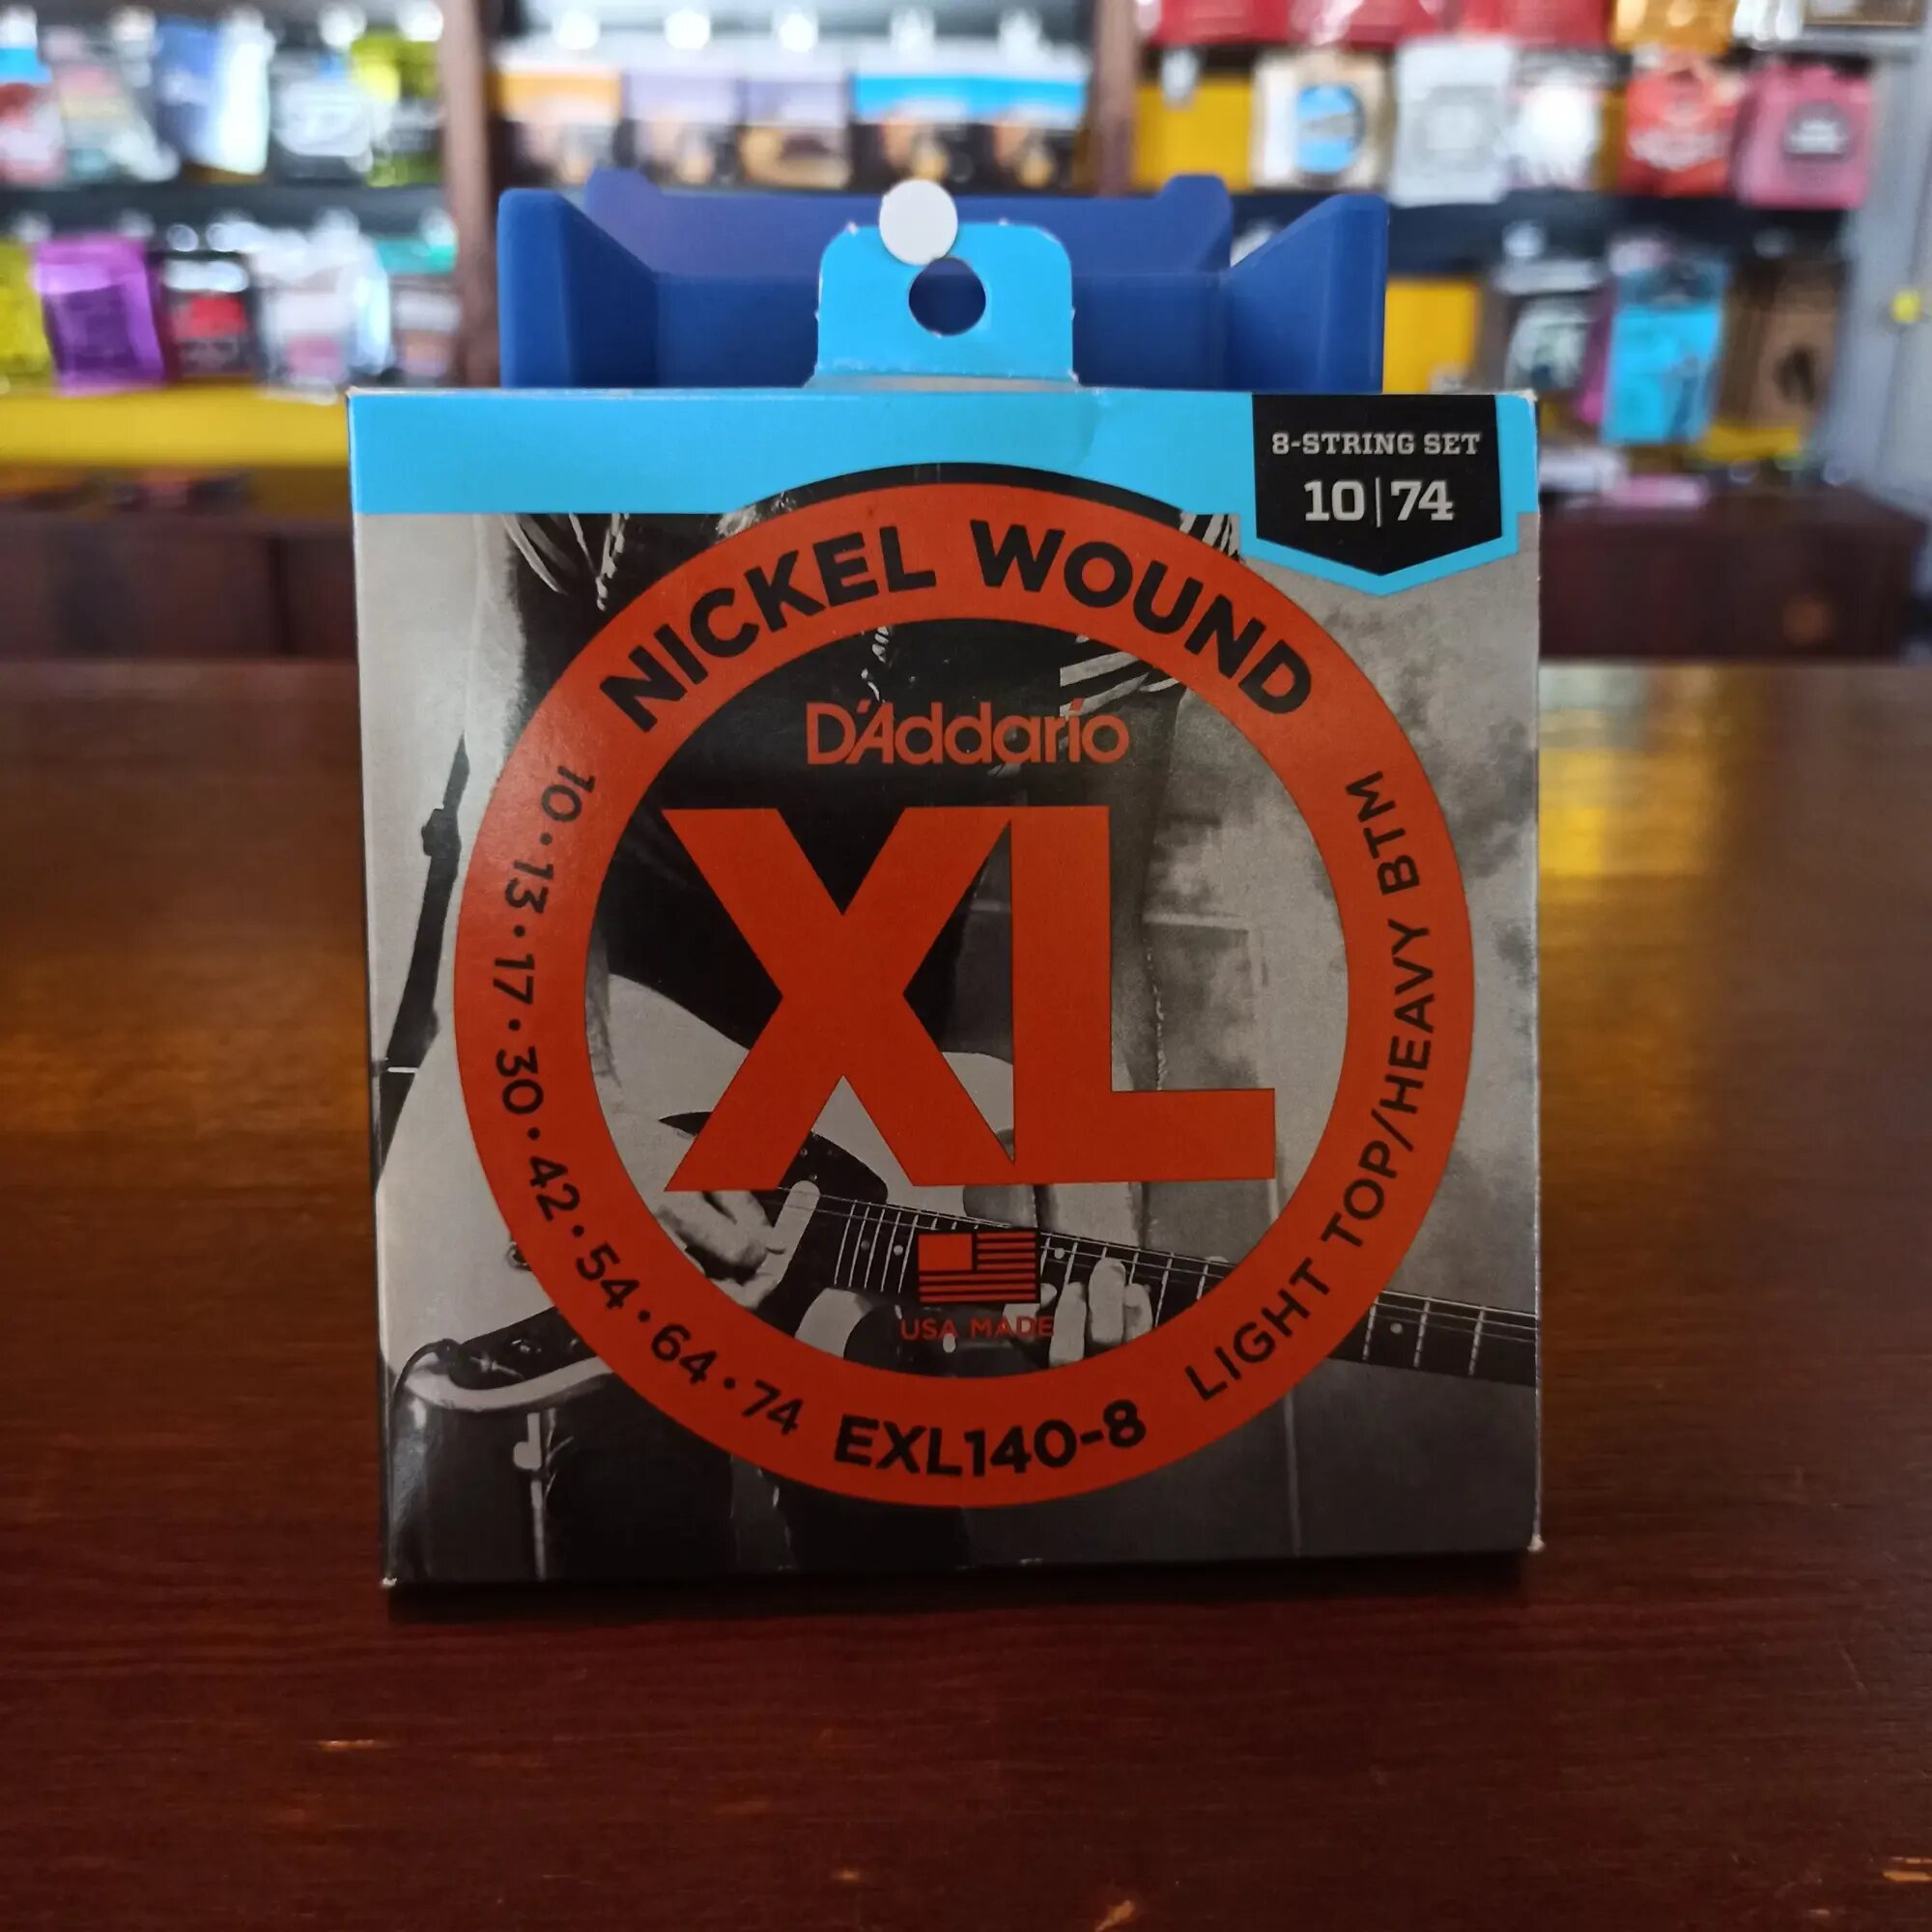 8-STRING SET
10|74
NICKEL WOUND
D'Addario
XL
10·13·17·30·42·54·64·74
LIGHT TOP/HEAVY BTM
USA MADE
EXL140-8